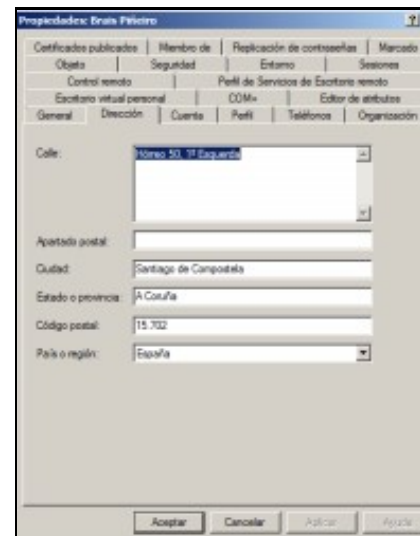 Propiedades: Brais Piñeiro
Certificados publicados Miembro de Replicación de contraseñas Marcado
Objeto Seguridad Entorno Sesiones
Control remoto Perfil de Servicios de Escritorio remoto
Escritorio virtual personal COM+ Editor de atributos
General Dirección Cuenta Perfil Teléfonos Organización
Calle: Hórreo 50, 1º Esquerda
Apartado postal:
Ciudad: Santiago de Compostela
Estado o provincia: A Coruña
Código postal: 15.702
País o región: España
Aceptar Cancelar Aplicar Ayuda